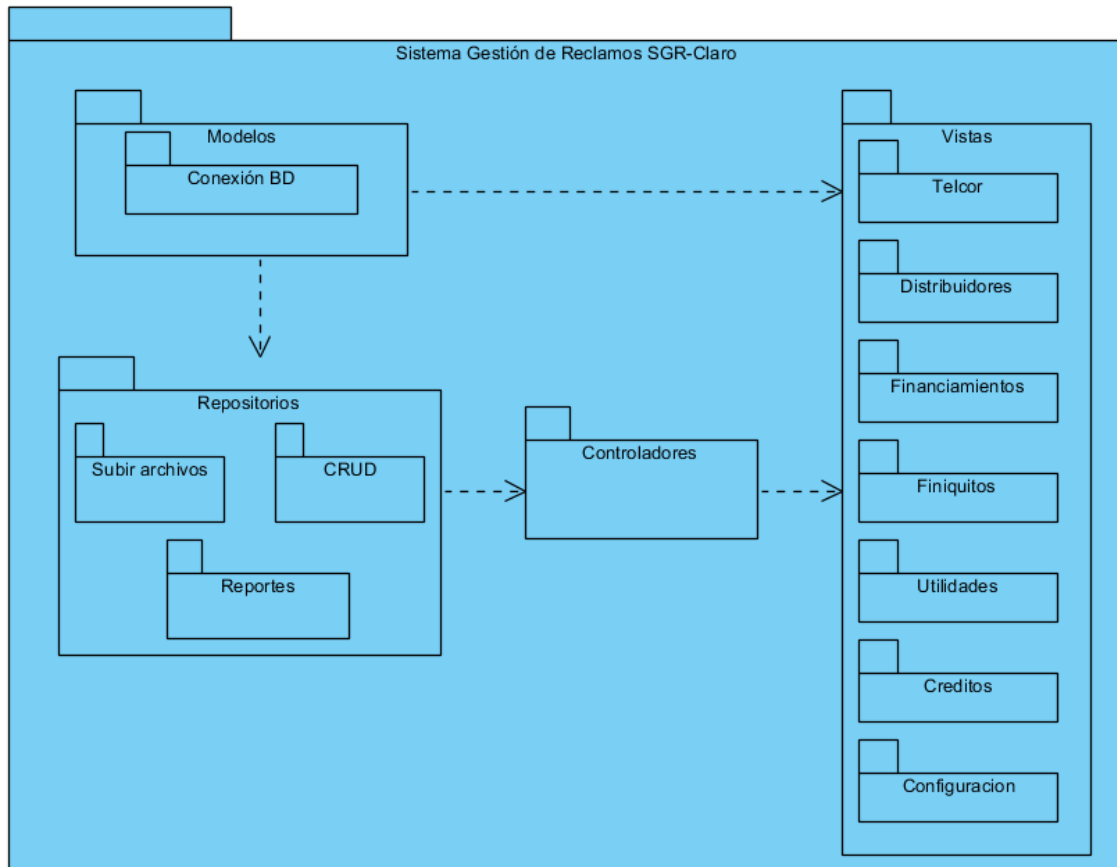 Sistema Gestión de Reclamos SGR-Claro
Modelos
Conexión BD
Repositorios
Subir archivos
CRUD
Reportes
Controladores
Vistas
Telcor
Distribuidores
Financiamientos
Finiquitos
Utilidades
Creditos
Configuracion